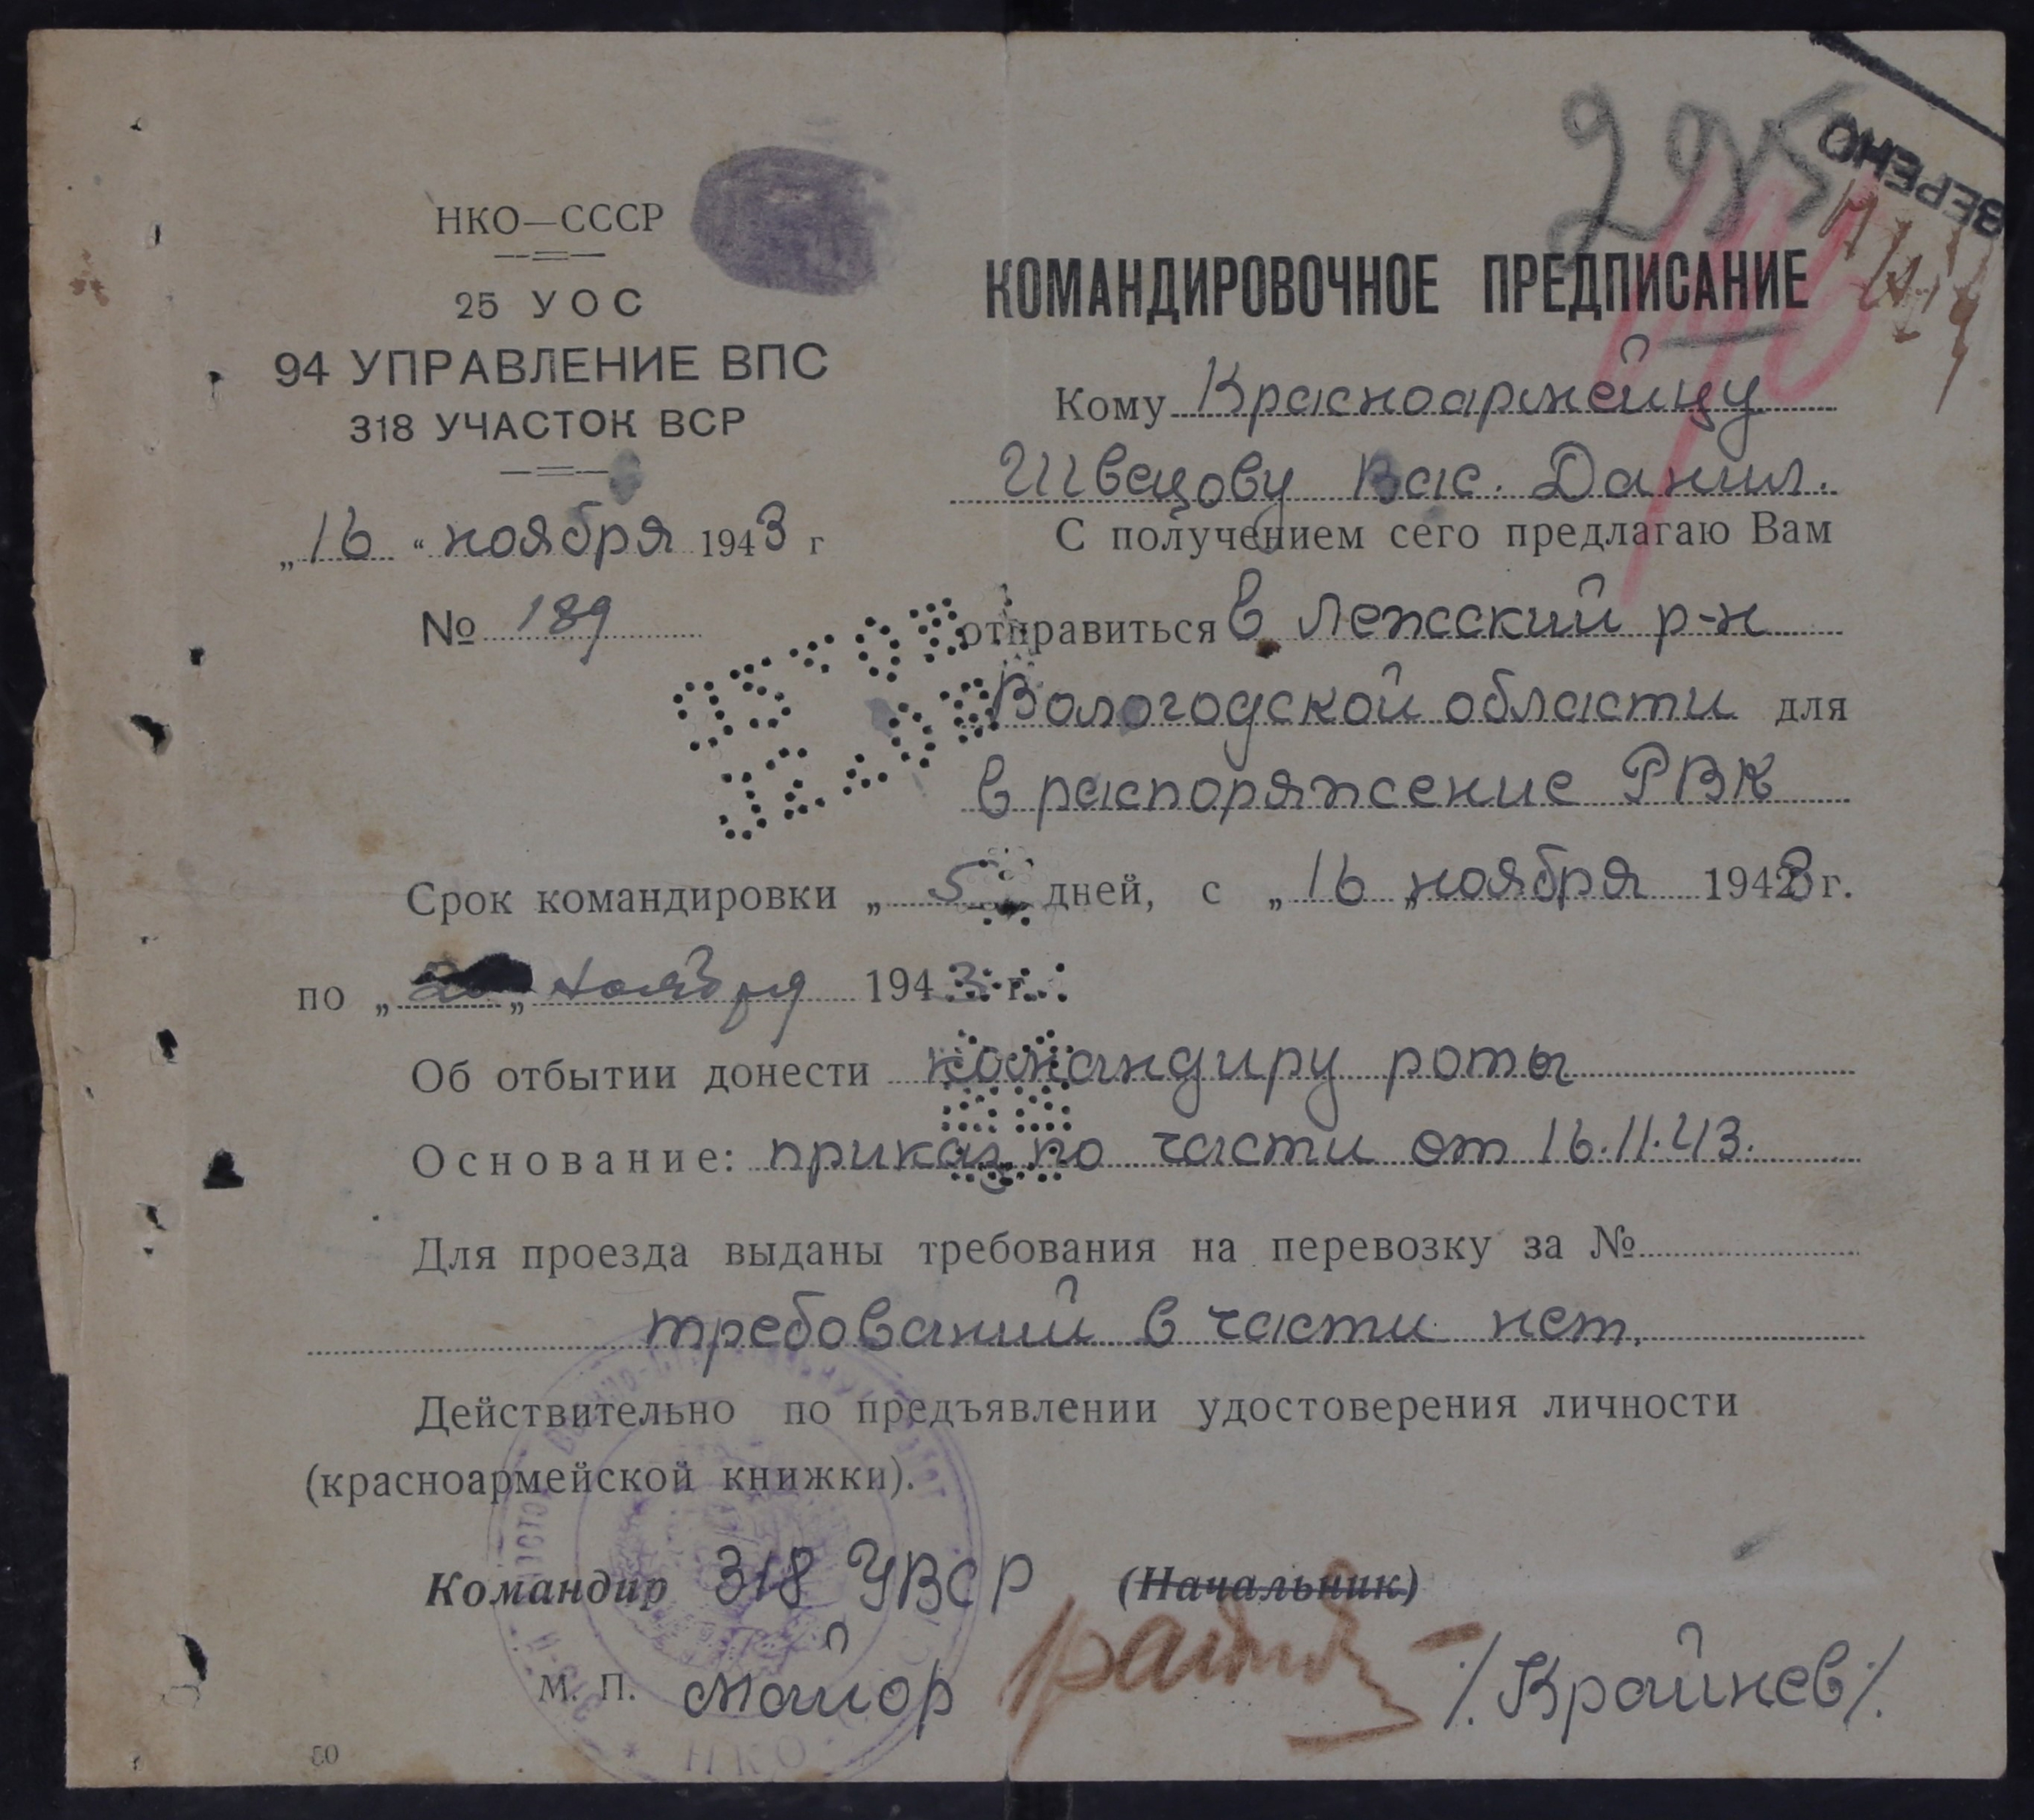 НКО—СССР
25 УОС
94 УПРАВЛЕНИЕ ВПС
318 УЧАСТОК ВСР
„16“ ноября 1943 г
№ 189
295
ВЕРЕНО
КОМАНДИРОВОЧНОЕ ПРЕДПИСАНИЕ
Кому Красноармейцу
Швецову Вас. Данил.
С получением сего предлагаю Вам
отправиться в Лежский р-н
Вологодской области для
в распоряжение РВК
Срок командировки „5 дней, с „16„ ноября 1943 г.
по „20„ ноября 1943 г.
Об отбытии донести командиру роты
Основание: приказ по части от 16.11.43.
Для проезда выданы требования на перевозку за №
требований в части нет.
Действительно по предъявлении удостоверения личности
(красноармейской книжки).
Командир 318 УВСР (Начальник)
М. П. Майор /Крайнев/.
НКО